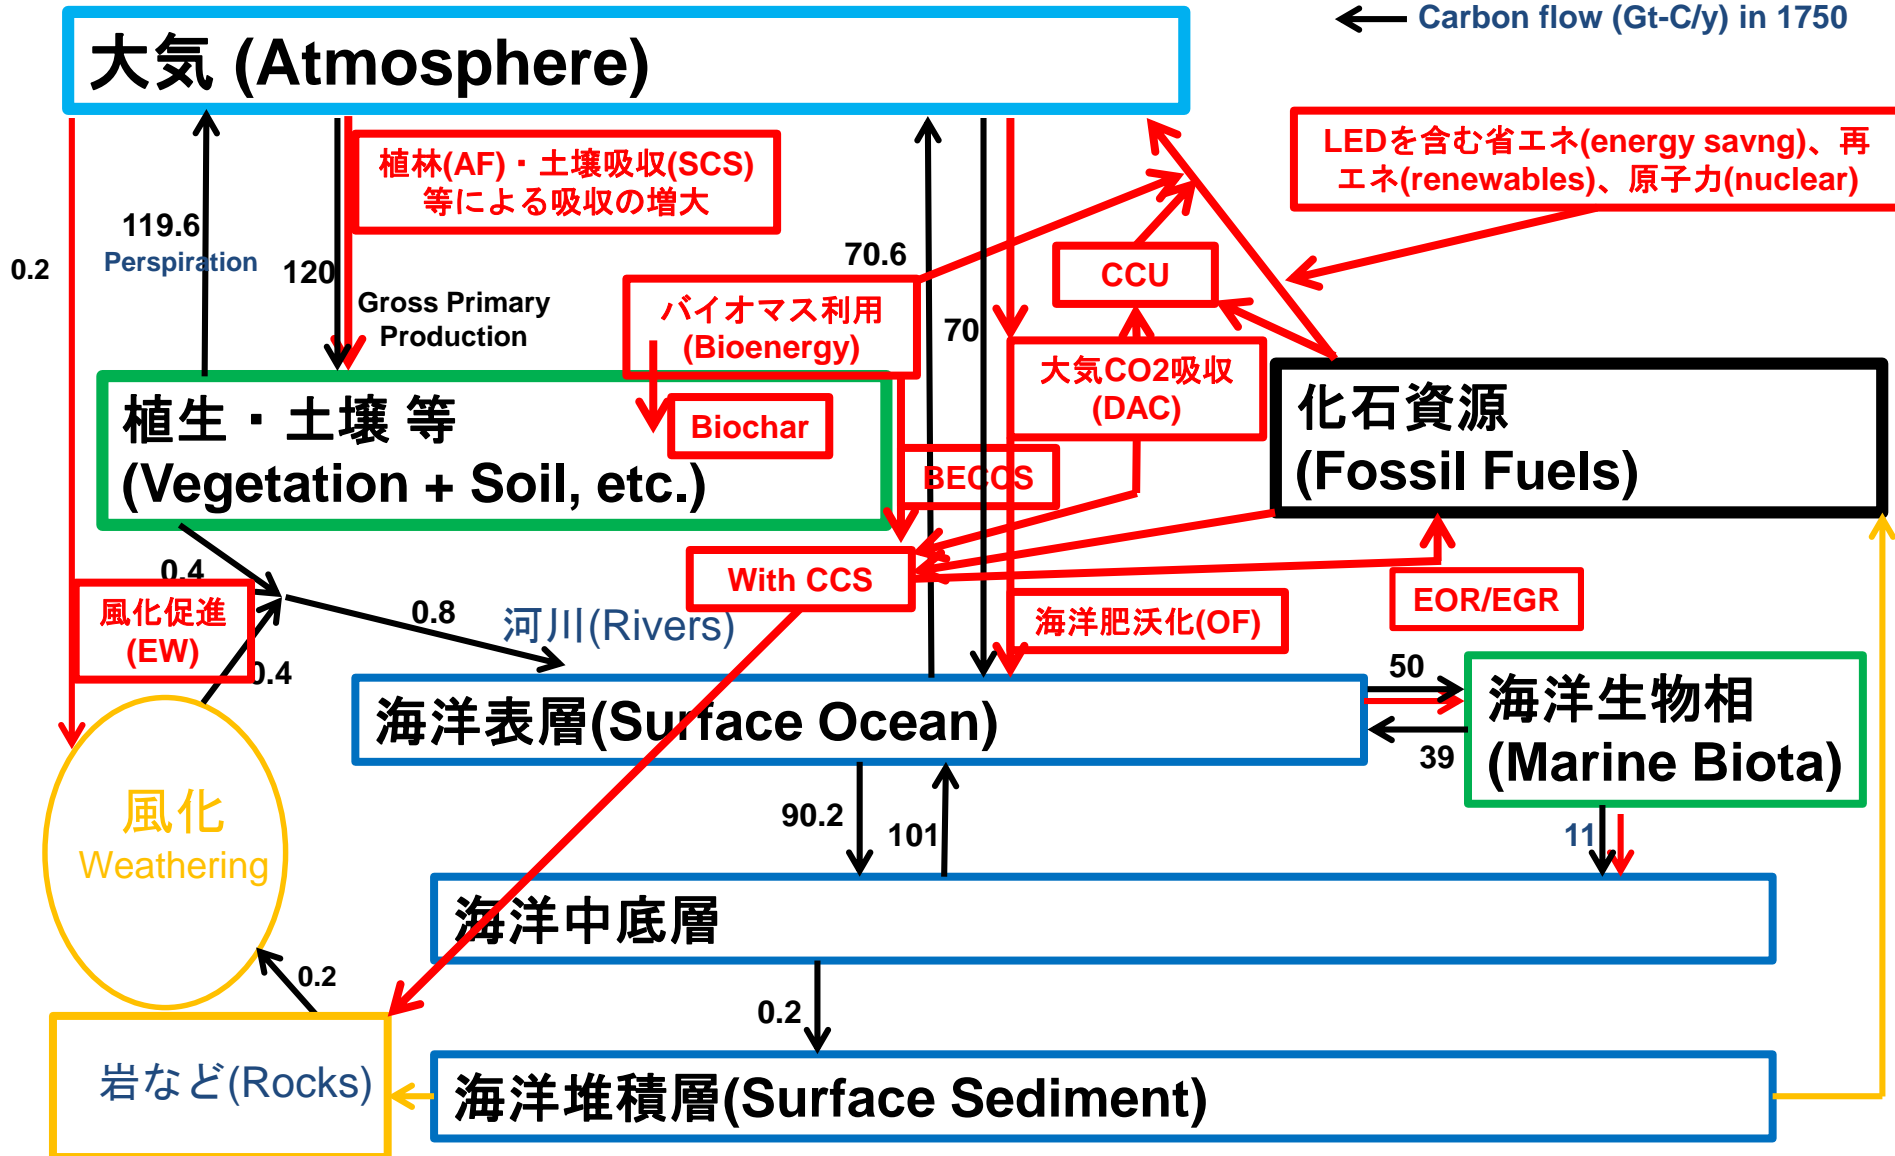 Carbon flow (Gt-C/y) in 1750
大気 (Atmosphere)
LEDを含む省エネ(energy savng)、再
エネ(renewables)、原子力(nuclear)
植林(AF)・土壌吸収(SCS)
等による吸収の増大
119.6
Perspiration
0.2
120
70.6
Gross Primary
Production
CCU
バイオマス利用
(Bioenergy)
70
大気CO2吸収
(DAC)
化石資源
(Fossil Fuels)
植生・土壌 等
(Vegetation + Soil, etc.)
Biochar
BECCS
With CCS
0.4
風化促進
(EW)
0.4
0.8
河川(Rivers)
海洋肥沃化(OF)
EOR/EGR
海洋表層(Surface Ocean)
50
39
海洋生物相
(Marine Biota)
風化
Weathering
90.2
101
11
海洋中底層
0.2
0.2
岩など(Rocks)
海洋堆積層(Surface Sediment)